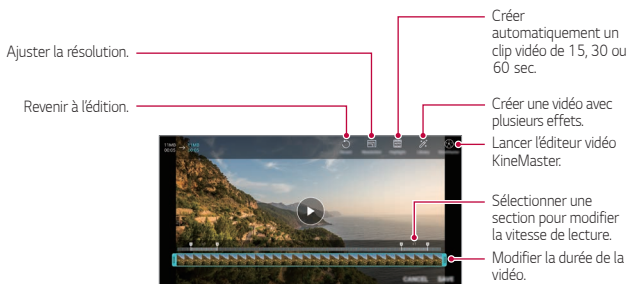 Créer
automatiquement un
clip vidéo de 15, 30 ou
60 sec.
Ajuster la résolution.
Revenir à l'édition.
Créer une vidéo avec
plusieurs effets.
Lancer l'éditeur vidéo
KineMaster.
Sélectionner une
section pour modifier
la vitesse de lecture.
Modifier la durée de la
vidéo.
CANCEL SAVE